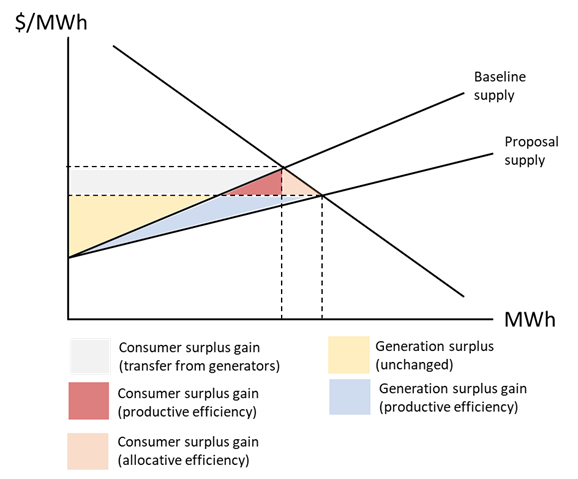 $/MWh
Baseline
supply
Proposal
supply
MWh
Consumer surplus gain
(transfer from generators)
Generation surplus
(unchanged)
Consumer surplus gain
(productive efficiency)
Generation surplus gain
(productive efficiency)
Consumer surplus gain
(allocative efficiency)